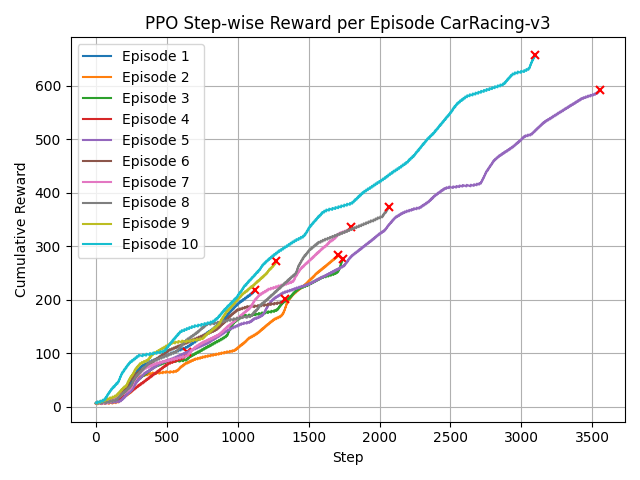 PPO Step-wise Reward per Episode CarRacing-v3
Episode 1
Episode 2
Episode 3
Episode 4
Episode 5
Episode 6
Episode 7
Episode 8
Episode 9
Episode 10
Cumulative Reward
600
500
400
300
200
100
0
0 500 1000 1500 2000 2500 3000 3500
Step